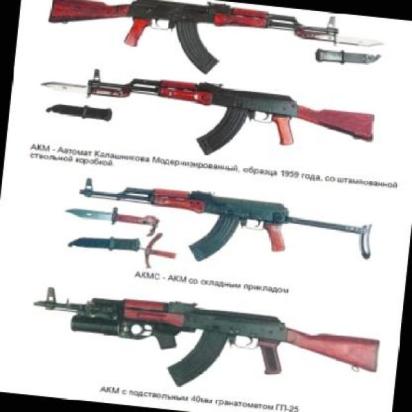 АКМ - Автомат Калашникова Модернизированный, образца 1959 года, со штампованной
ствольной коробкой.
АКМС - АКМ со складным прикладом
АКМ с подствольным 40мм гранатометом ГП-25